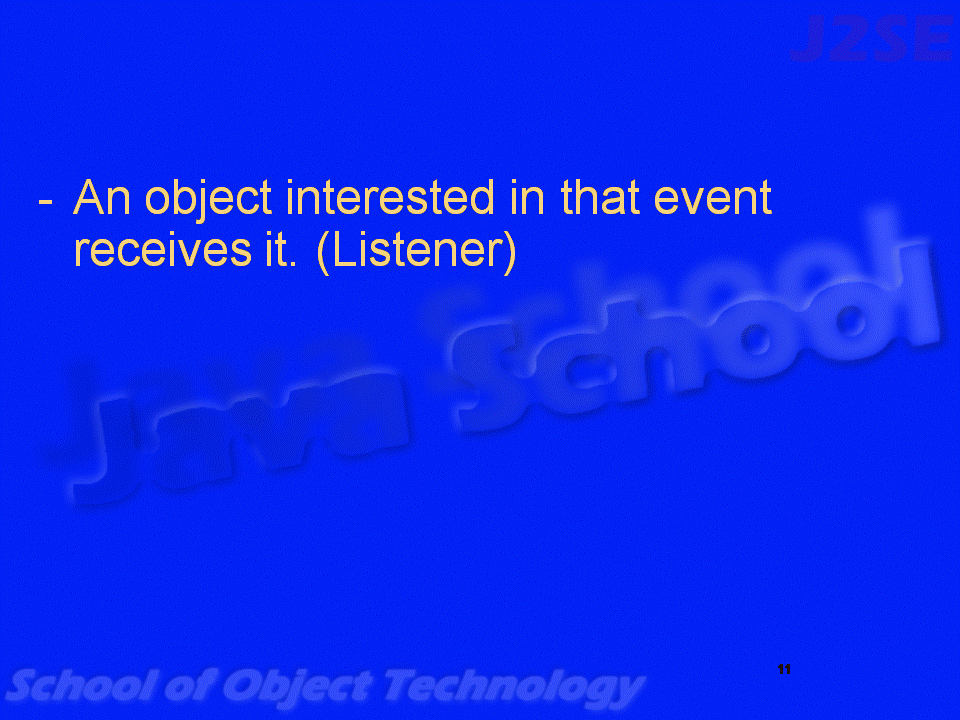 J2SE
- An object interested in that event
receives it. (Listener)
Java School
School of Object Technology
11